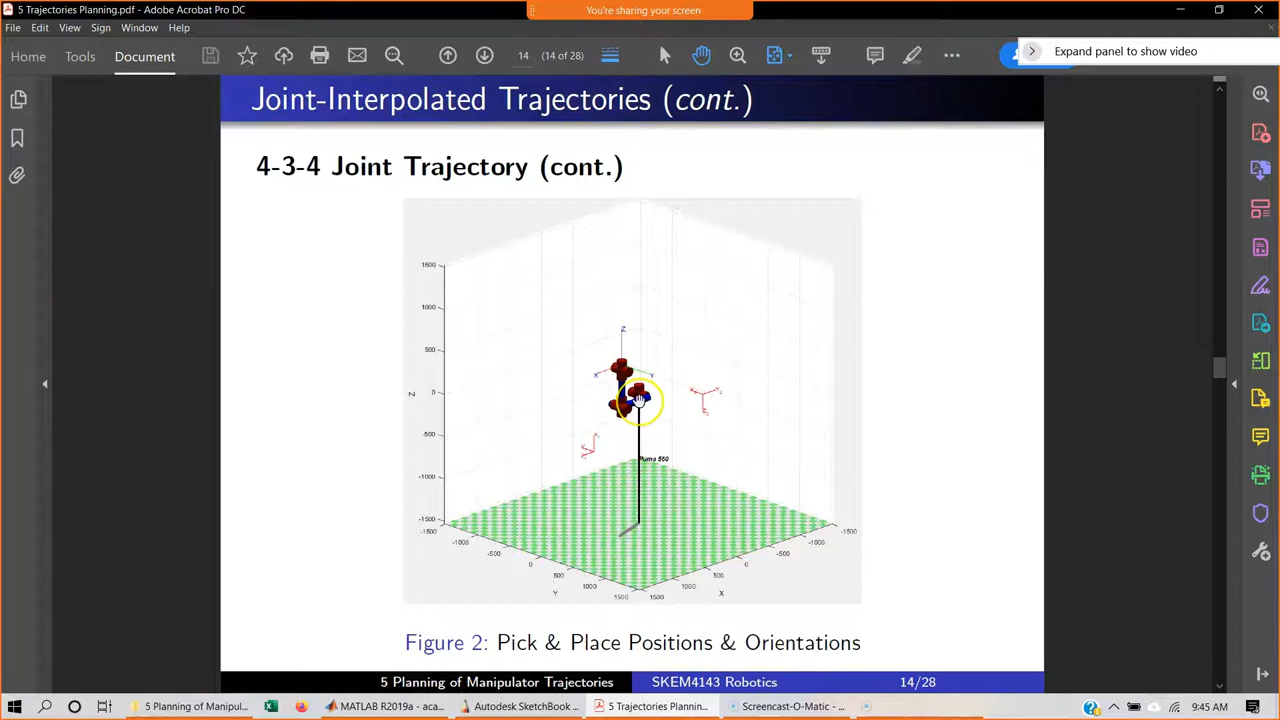 5 Trajectories Planning.pdf - Adobe Acrobat Pro DC
You're sharing your screen
File Edit View Sign Window Help
Home Tools Document
14 (14 of 28)
Expand panel to show video
Joint-Interpolated Trajectories (cont.)
4-3-4 Joint Trajectory (cont.)
1500
1000
500
0
-500
-1000
-1500
Z
Z
X
Y
Puma 560
-1500
-1000
-500
0
500
1000
1500
Y
1500
1000
500
0
-500
-1000
-1500
X
Figure 2: Pick & Place Positions & Orientations
5 Planning of Manipulator Trajectories SKEM4143 Robotics 14/28
5 Planning of Manipul...
MATLAB R2019a - aca...
Autodesk SketchBook ...
5 Trajectories Plannin...
Screencast-O-Matic - ...
9:45 AM